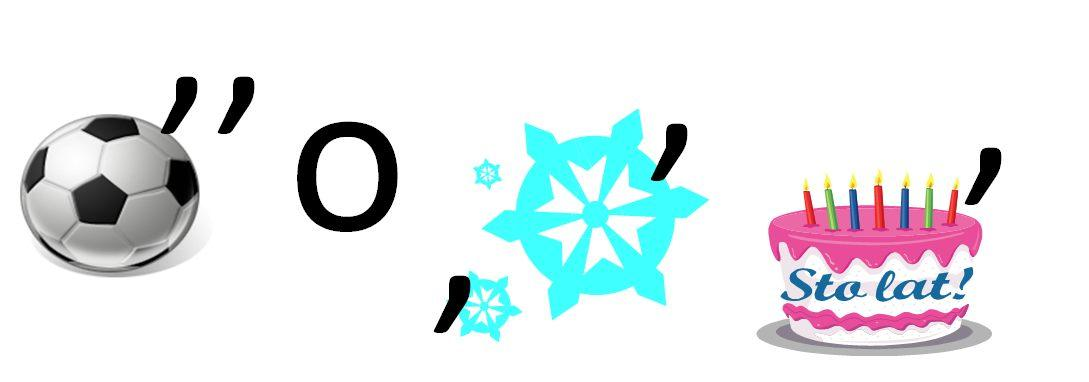 ’’ o , ’ ’
Sto lat!